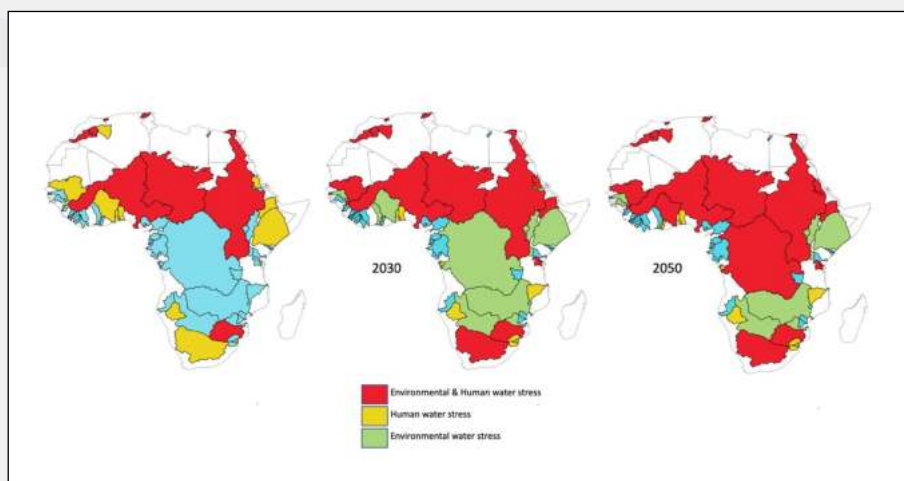 2030
2050
Environmental & Human water stress
Human water stress
Environmental water stress